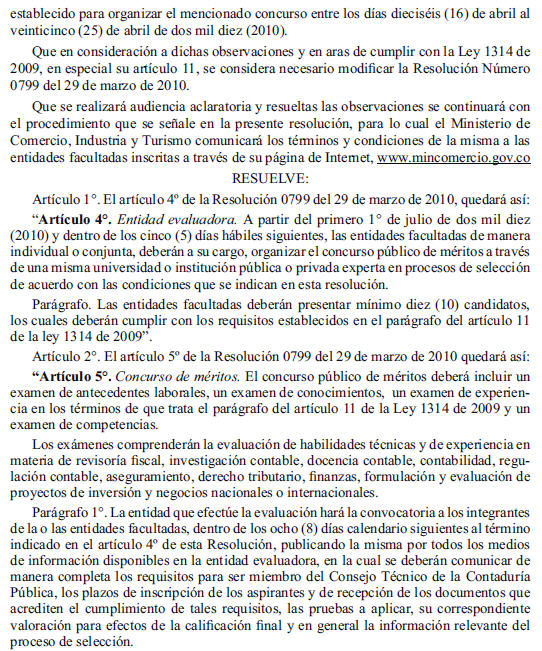 establecido para organizar el mencionado concurso entre los días dieciséis (16) de abril al
veinticinco (25) de abril de dos mil diez (2010).
Que en consideración a dichas observaciones y en aras de cumplir con la Ley 1314 de
2009, en especial su artículo 11, se considera necesario modificar la Resolución Número
0799 del 29 de marzo de 2010.
Que se realizará audiencia aclaratoria y resueltas las observaciones se continuará con
el procedimiento que se señale en la presente resolución, para lo cual el Ministerio de
Comercio, Industria y Turismo comunicará los términos y condiciones de la misma a las
entidades facultadas inscritas a través de su página de Internet, www.mincomercio.gov.co
RESUELVE:
Artículo 1°. El artículo 4º de la Resolución 0799 del 29 de marzo de 2010, quedará así:
“Artículo 4°. Entidad evaluadora. A partir del primero 1° de julio de dos mil diez
(2010) y dentro de los cinco (5) días hábiles siguientes, las entidades facultadas de manera
individual o conjunta, deberán a su cargo, organizar el concurso público de méritos a través
de una misma universidad o institución pública o privada experta en procesos de selección
de acuerdo con las condiciones que se indican en esta resolución.
Parágrafo. Las entidades facultadas deberán presentar mínimo diez (10) candidatos,
los cuales deberán cumplir con los requisitos establecidos en el parágrafo del artículo 11
de la ley 1314 de 2009”.
Artículo 2°. El artículo 5º de la Resolución 0799 del 29 de marzo de 2010 quedará así:
“Artículo 5°. Concurso de méritos. El concurso público de méritos deberá incluir un
examen de antecedentes laborales, un examen de conocimientos, un examen de experien-
cia en los términos de que trata el parágrafo del artículo 11 de la Ley 1314 de 2009 y un
examen de competencias.
Los exámenes comprenderán la evaluación de habilidades técnicas y de experiencia en
materia de revisoría fiscal, investigación contable, docencia contable, contabilidad, regu-
lación contable, aseguramiento, derecho tributario, finanzas, formulación y evaluación de
proyectos de inversión y negocios nacionales o internacionales.
Parágrafo 1°. La entidad que efectúe la evaluación hará la convocatoria a los integrantes
de la o las entidades facultadas, dentro de los ocho (8) días calendario siguientes al término
indicado en el artículo 4º de esta Resolución, publicando la misma por todos los medios
de información disponibles en la entidad evaluadora, en la cual se deberán comunicar de
manera completa los requisitos para ser miembro del Consejo Técnico de la Contaduría
Pública, los plazos de inscripción de los aspirantes y de recepción de los documentos que
acrediten el cumplimiento de tales requisitos, las pruebas a aplicar, su correspondiente
valoración para efectos de la calificación final y en general la información relevante del
proceso de selección.